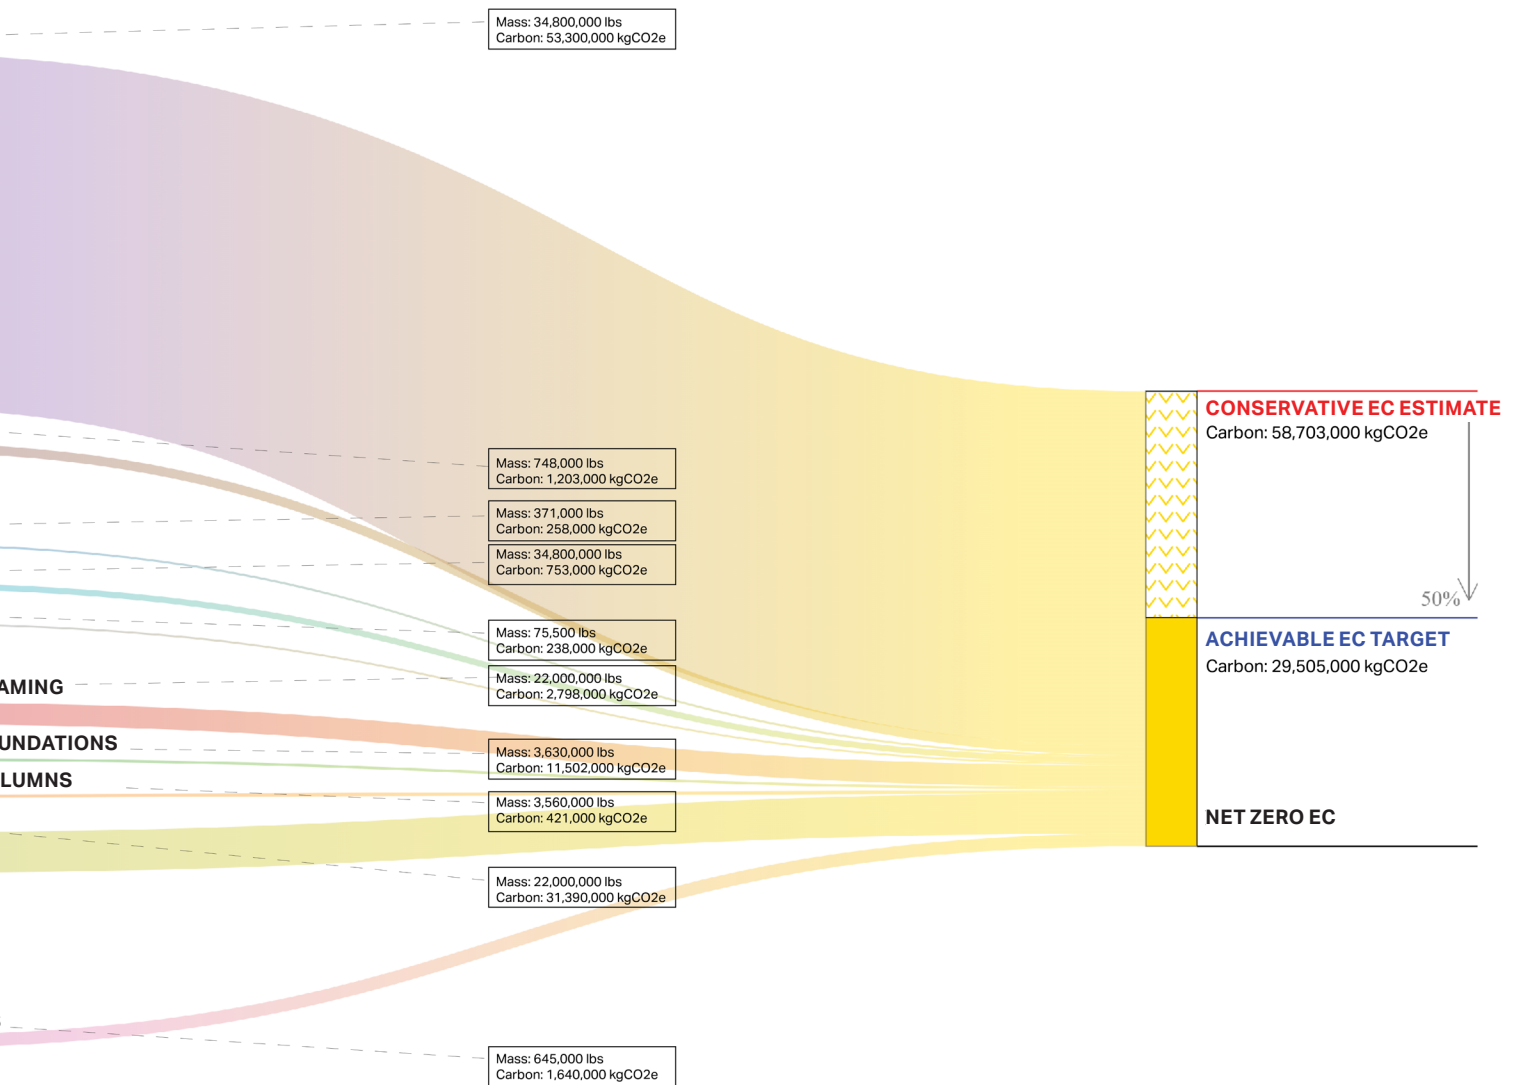 Mass: 34,800,000 lbs
Carbon: 53,300,000 kgCO2e
CONSERVATIVE EC ESTIMATE
Carbon: 58,703,000 kgCO2e
Mass: 748,000 lbs
Carbon: 1,203,000 kgCO2e
Mass: 371,000 lbs
Carbon: 258,000 kgCO2e
Mass: 34,800,000 lbs
Carbon: 753,000 kgCO2e
50%
Mass: 75,500 lbs
Carbon: 238,000 kgCO2e
ACHIEVABLE EC TARGET
Carbon: 29,505,000 kgCO2e
AMING
Mass: 22,000,000 lbs
Carbon: 2,798,000 kgCO2e
UNDATIONS
Mass: 3,630,000 lbs
Carbon: 11,502,000 kgCO2e
LUMNS
Mass: 3,560,000 lbs
Carbon: 421,000 kgCO2e
NET ZERO EC
Mass: 22,000,000 lbs
Carbon: 31,390,000 kgCO2e
Mass: 645,000 lbs
Carbon: 1,640,000 kgCO2e